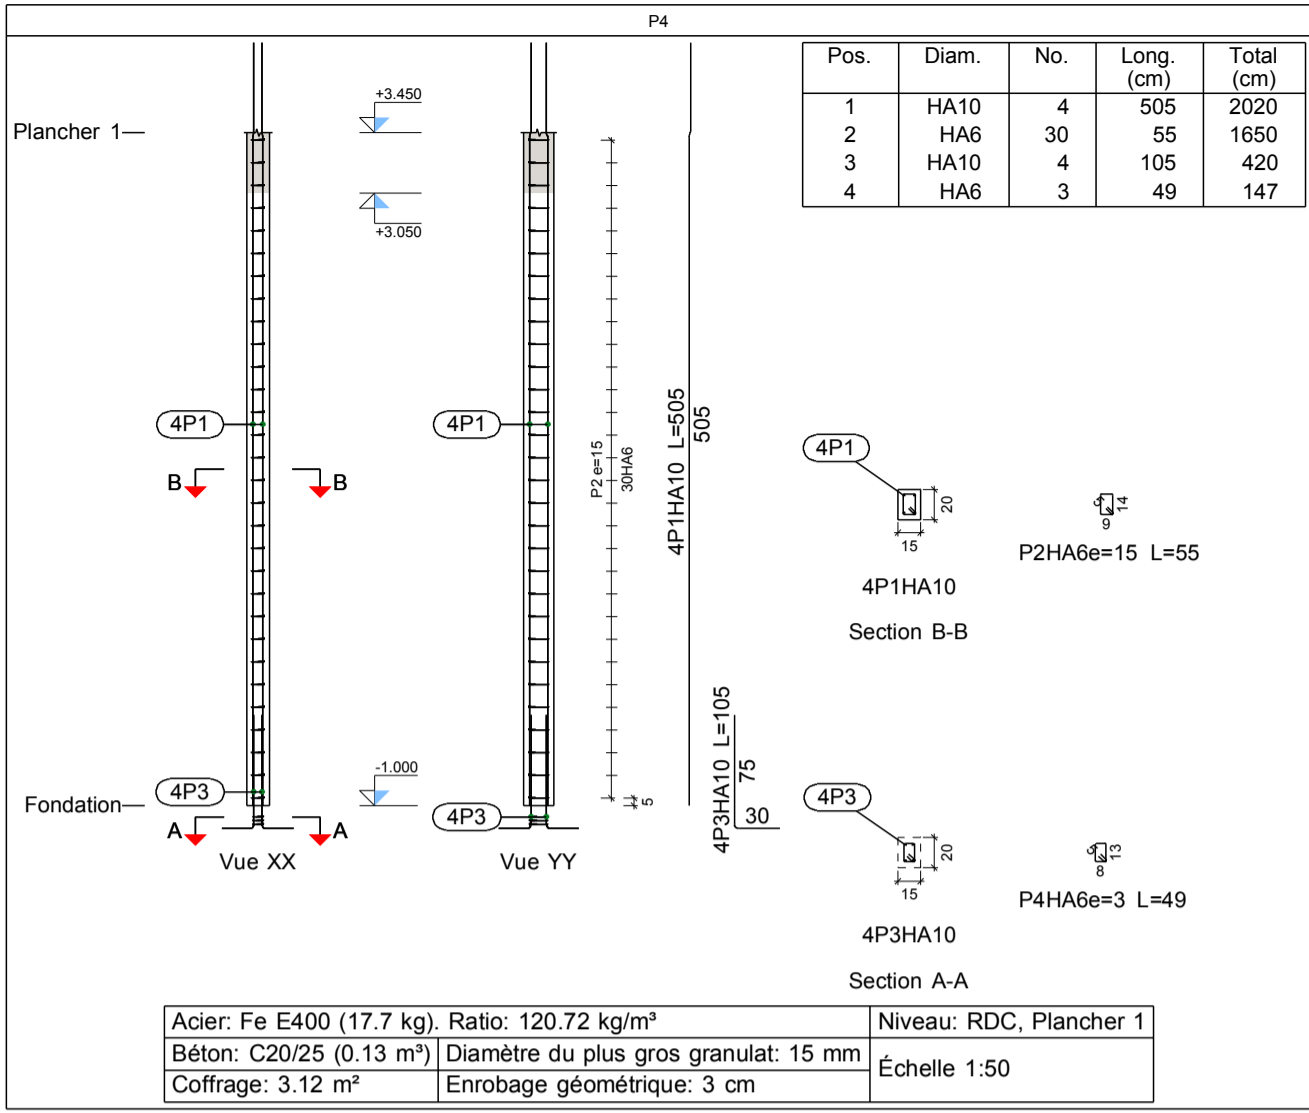 P4
Plancher 1
+3.450
+3.050
4P1
4P1
B
B
P2 e=15
30HA6
4P1HA10 L=505
505
4P3
4P3
Fondation
-1.000
5
A
A
Vue XX
Vue YY
4P3HA10 L=105
75
30
Pos. Diam. No. Long. (cm) Total (cm)
1 HA10 4 505 2020
2 HA6 30 55 1650
3 HA10 4 105 420
4 HA6 3 49 147
4P1
20
15
4P1HA10
Section B-B
5
14
9
P2HA6e=15 L=55
4P3
20
15
4P3HA10
Section A-A
5
13
8
P4HA6e=3 L=49
Acier: Fe E400 (17.7 kg). Ratio: 120.72 kg/m³
Niveau: RDC, Plancher 1
Béton: C20/25 (0.13 m³)
Diamètre du plus gros granulat: 15 mm
Échelle 1:50
Coffrage: 3.12 m²
Enrobage géométrique: 3 cm